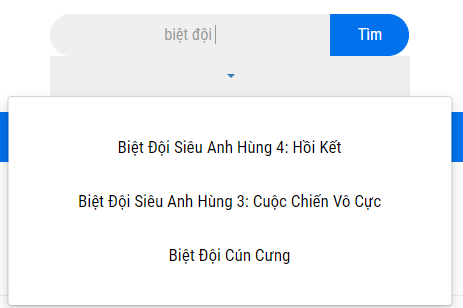 biệt đội
Tìm
Biệt Đội Siêu Anh Hùng 4: Hồi Kết
Biệt Đội Siêu Anh Hùng 3: Cuộc Chiến Vô Cực
Biệt Đội Cún Cưng